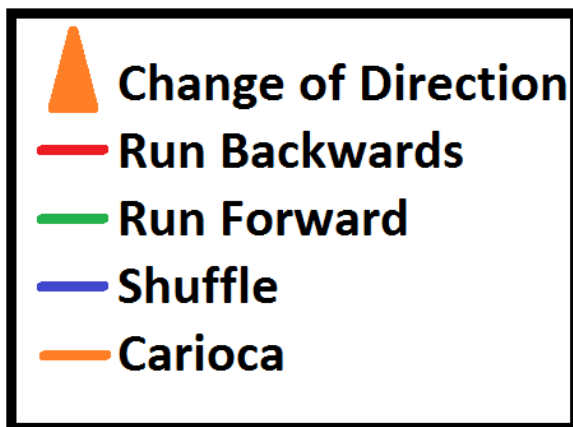 Change of Direction
Run Backwards
Run Forward
Shuffle
Carioca